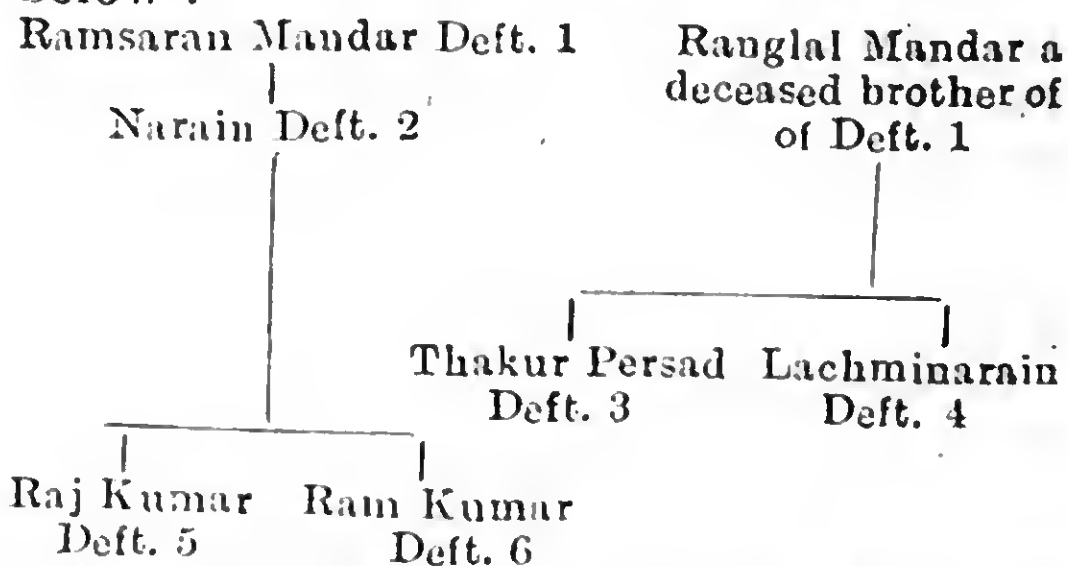 Ramsaran Mandar Deft. 1
Ranglal Mandar a
deceased brother of
of Deft. 1
Narain Deft. 2
Thakur Persad
Deft. 3
Lachminarain
Deft. 4
Raj Kumar
Deft. 5
Ram Kumar
Deft. 6